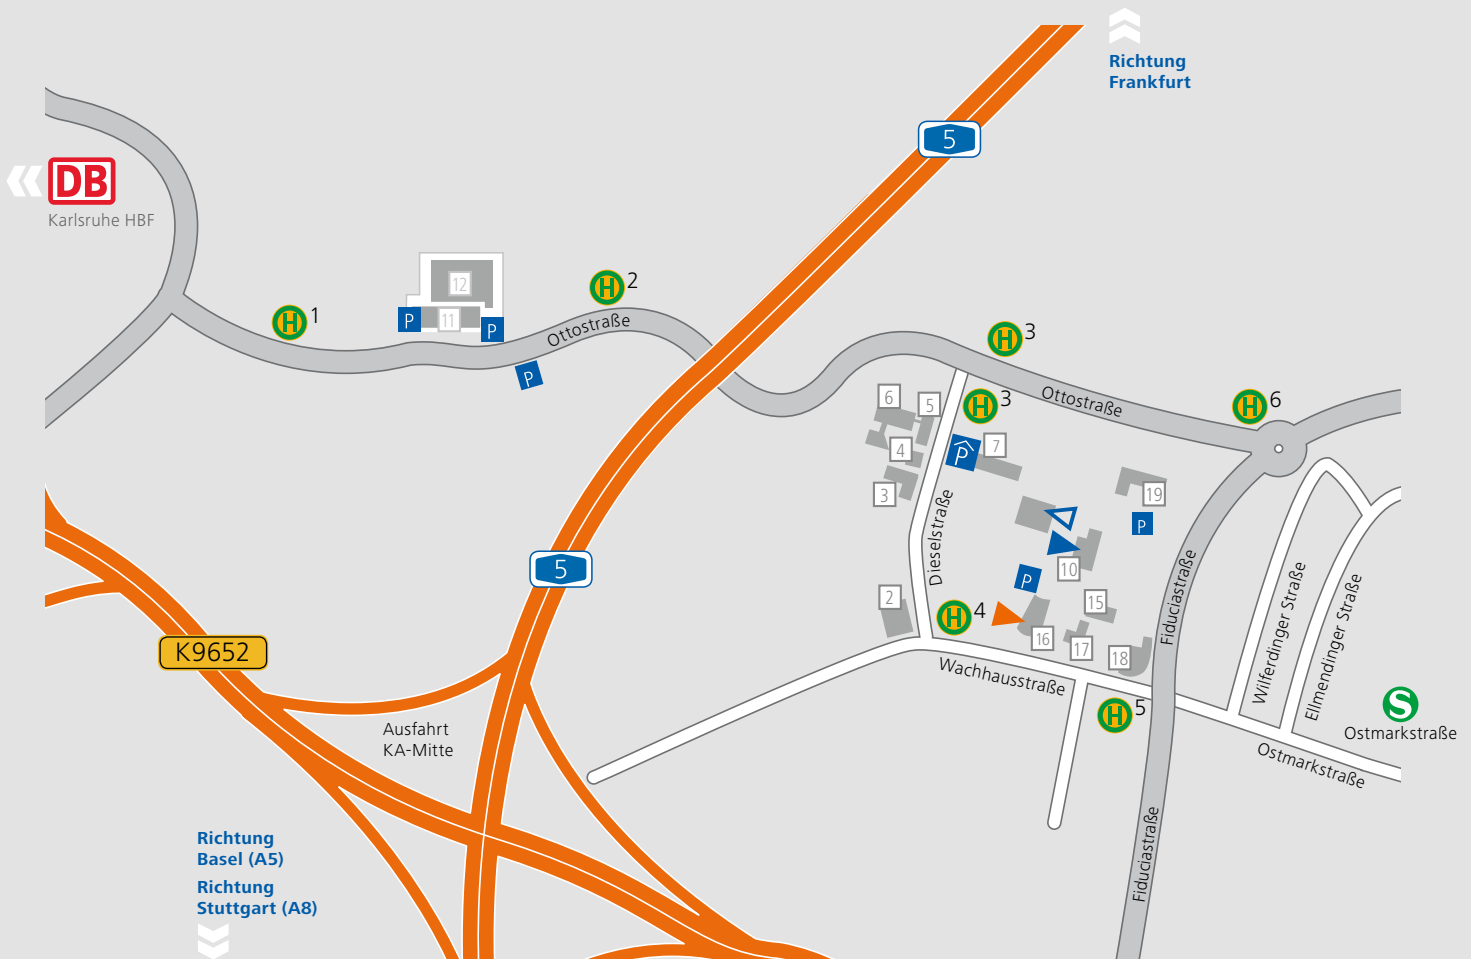 Richtung
Frankfurt
5
DB
Karlsruhe HBF
12
H 2
H 1
P
11
P
Ottostraße
P
H 3
6
5
H 3
Ottostraße
H 6
4
P
7
3
19
P
Dieselstraße
5
10
P
2
H 4
15
16
17
18
Fiduciastraße
Wilferdinger Straße
Ellmendinger Straße
K9652
Wachhausstraße
H 5
S
Ostmarkstraße
Ausfahrt
KA-Mitte
Ostmarkstraße
Fiduciastraße
Richtung
Basel (A5)
Richtung
Stuttgart (A8)